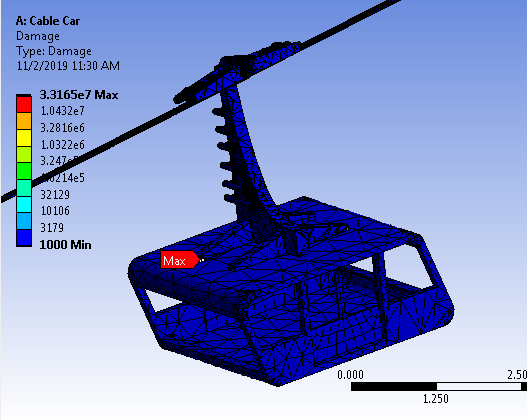 A: Cable Car
Damage
Type: Damage
11/2/2019 11:30 AM
3.3165e7 Max
1.0432e7
3.2816e6
1.0322e6
32129
10106
3179
1000 Min
Max
0.000
2.50
1.250